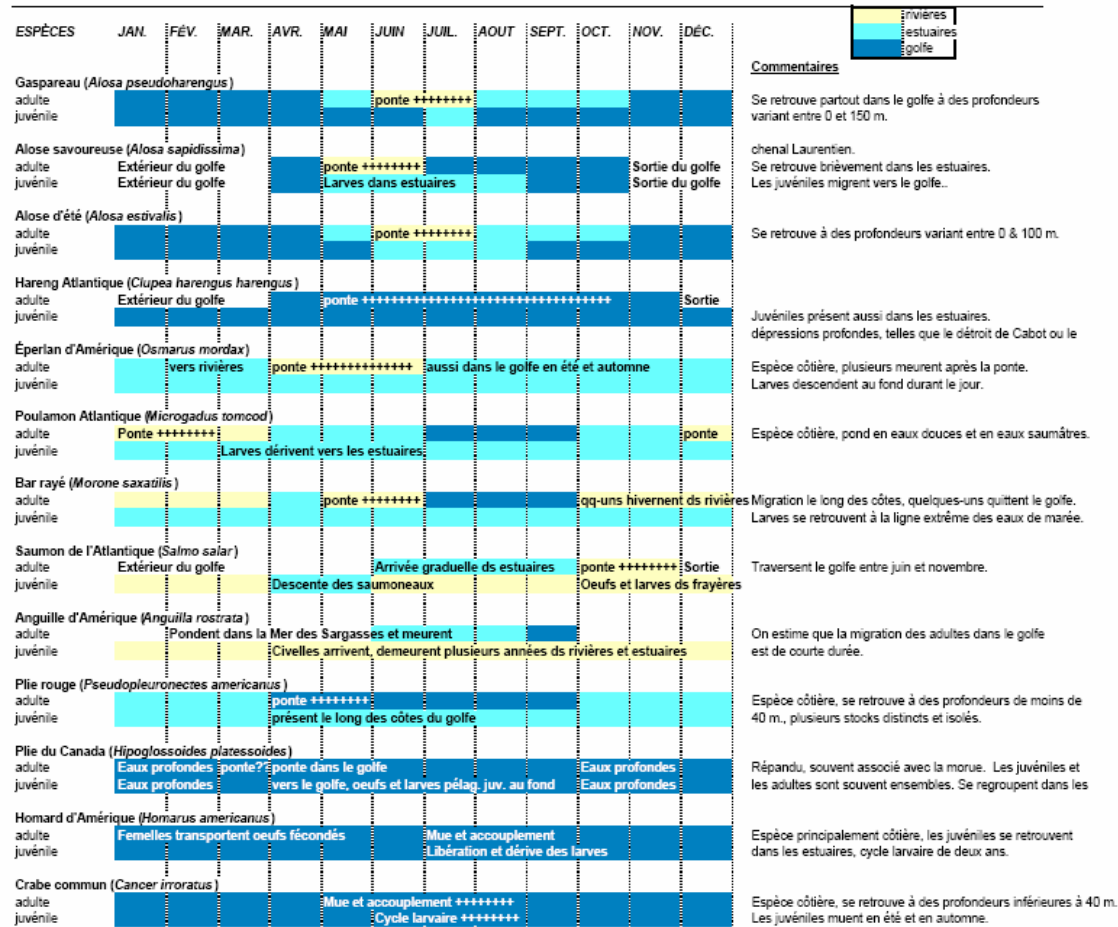 rivières
estuaires
golfe
ESPÈCES JAN. FÉV. MAR. AVR. MAI JUIN JUIL. AOUT SEPT. OCT. NOV. DÉC.
Commentaires
Gaspareau (Alosa pseudoharengus)
adulte ponte ++++++++ Se retrouve partout dans le golfe à des profondeurs
juvénile variant entre 0 et 150 m.
Alose savoureuse (Alosa sapidissima) chenal Laurentien.
adulte Extérieur du golfe ponte ++++++++ Sortie du golfe Se retrouve brièvement dans les estuaires.
juvénile Extérieur du golfe Larves dans estuaires Sortie du golfe Les juvéniles migrent vers le golfe..
Alose d'été (Alosa estivalis)
adulte ponte ++++++++ Se retrouve à des profondeurs variant entre 0 & 100 m.
juvénile
Hareng Atlantique (Clupea harengus harengus)
adulte Extérieur du golfe ponte ++++++++++++++++++++++++++++++++++ Sortie
juvénile Juvéniles présent aussi dans les estuaires.
dépressions profondes, telles que le détroit de Cabot ou le
Éperlan d'Amérique (Osmarus mordax)
adulte vers rivières ponte ++++++++++++++ aussi dans le golfe en été et automne Espèce côtière, plusieurs meurent après la ponte.
juvénile Larves descendent au fond durant le jour.
Poulamon Atlantique (Microgadus tomcod)
adulte Ponte ++++++++ ponte Espèce côtière, pond en eaux douces et en eaux saumâtres.
juvénile Larves dérivent vers les estuaires
Bar rayé (Morone saxatilis)
adulte ponte ++++++++ qq-uns hivernent ds rivières Migration le long des côtes, quelques-uns quittent le golfe.
juvénile Larves se retrouvent à la ligne extrême des eaux de marée.
Saumon de l'Atlantique (Salmo salar)
adulte Extérieur du golfe Arrivée graduelle ds estuaires ponte ++++++++ Sortie Traversent le golfe entre juin et novembre.
juvénile Descente des saumoneaux Oeufs et larves ds frayères
Anguille d'Amérique (Anguilla rostrata)
adulte Pondent dans la Mer des Sargasses et meurent On estime que la migration des adultes dans le golfe
juvénile Civelles arrivent, demeurent plusieurs années ds rivières et estuaires est de courte durée.
Plie rouge (Pseudopleuronectes americanus)
adulte ponte ++++++++ Espèce côtière, se retrouve à des profondeurs de moins de
juvénile présent le long des côtes du golfe 40 m., plusieurs stocks distincts et isolés.
Plie du Canada (Hipoglossoides platessoides)
adulte Eaux profondes ponte?? ponte dans le golfe Eaux profondes Répandu, souvent associé avec la morue. Les juvéniles et
juvénile Eaux profondes vers le golfe, oeufs et larves pélag. juv. au fond Eaux profondes les adultes sont souvent ensembles. Se regroupent dans les
Homard d'Amérique (Homarus americanus)
adulte Femelles transportent oeufs fécondés Mue et accouplement Espèce principalement côtière, les juvéniles se retrouvent
juvénile Libération et dérive des larves dans les estuaires, cycle larvaire de deux ans.
Crabe commun (Cancer irroratus)
adulte Mue et accouplement ++++++++ Espèce côtière, se retrouve à des profondeurs inférieures à 40 m.
juvénile Cycle larvaire ++++++++ Les juvéniles muent en été et en automne.